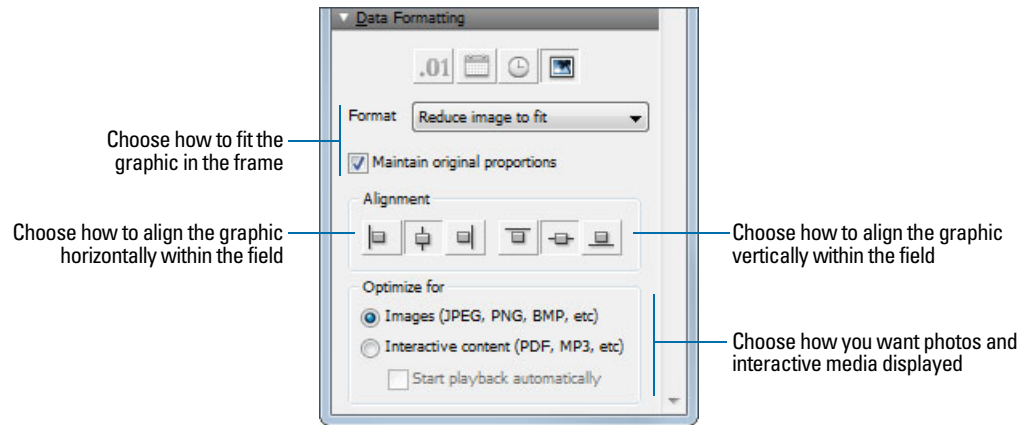 Data Formatting
.01
Format Reduce image to fit
Choose how to fit the
graphic in the frame
Maintain original proportions
Alignment
Choose how to align the graphic
horizontally within the field
Choose how to align the graphic
vertically within the field
Optimize for
Images (JPEG, PNG, BMP, etc)
Interactive content (PDF, MP3, etc)
Start playback automatically
Choose how you want photos and
interactive media displayed